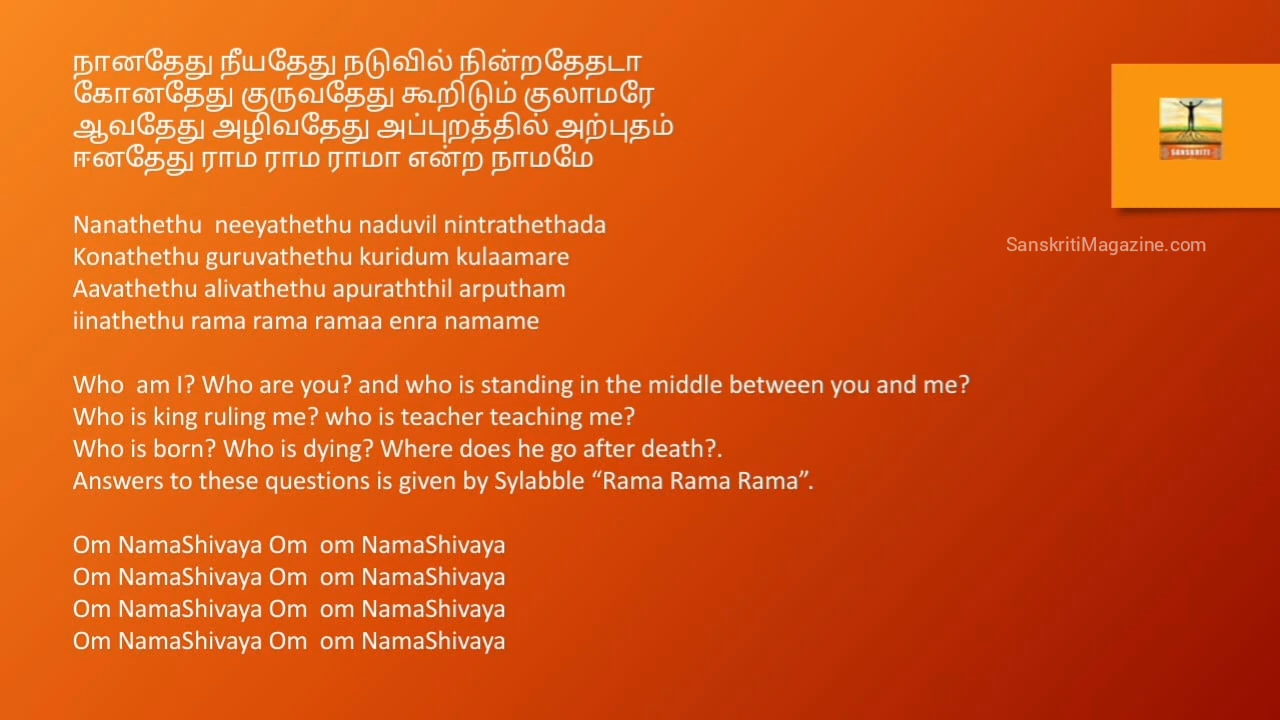 நானதேது நீயதேது நடுவில் நின்றதேதடா
கோனதேது குருவதேது கூறிடும் குலாமரே
ஆவதேது அழிவதேது அப்புறத்தில் அற்புதம்
ஈனதேது ராம ராம ராமா என்ற நாமமே
Nanathethu  neeyathethu naduvil nintrathethada
Konathethu guruvathethu kuridum kulaamare
Aavathethu alivathethu apuraththil arputham
iinathethu rama rama ramaa enra namame
Who  am I? Who are you? and who is standing in the middle between you and me?
Who is king ruling me? who is teacher teaching me?
Who is born? Who is dying? Where does he go after death?.
Answers to these questions is given by Sylabble “Rama Rama Rama”.
Om NamaShivaya Om  om NamaShivaya
Om NamaShivaya Om  om NamaShivaya
Om NamaShivaya Om  om NamaShivaya
Om NamaShivaya Om  om NamaShivaya
SANSKRITI
SanskritiMagazine.com